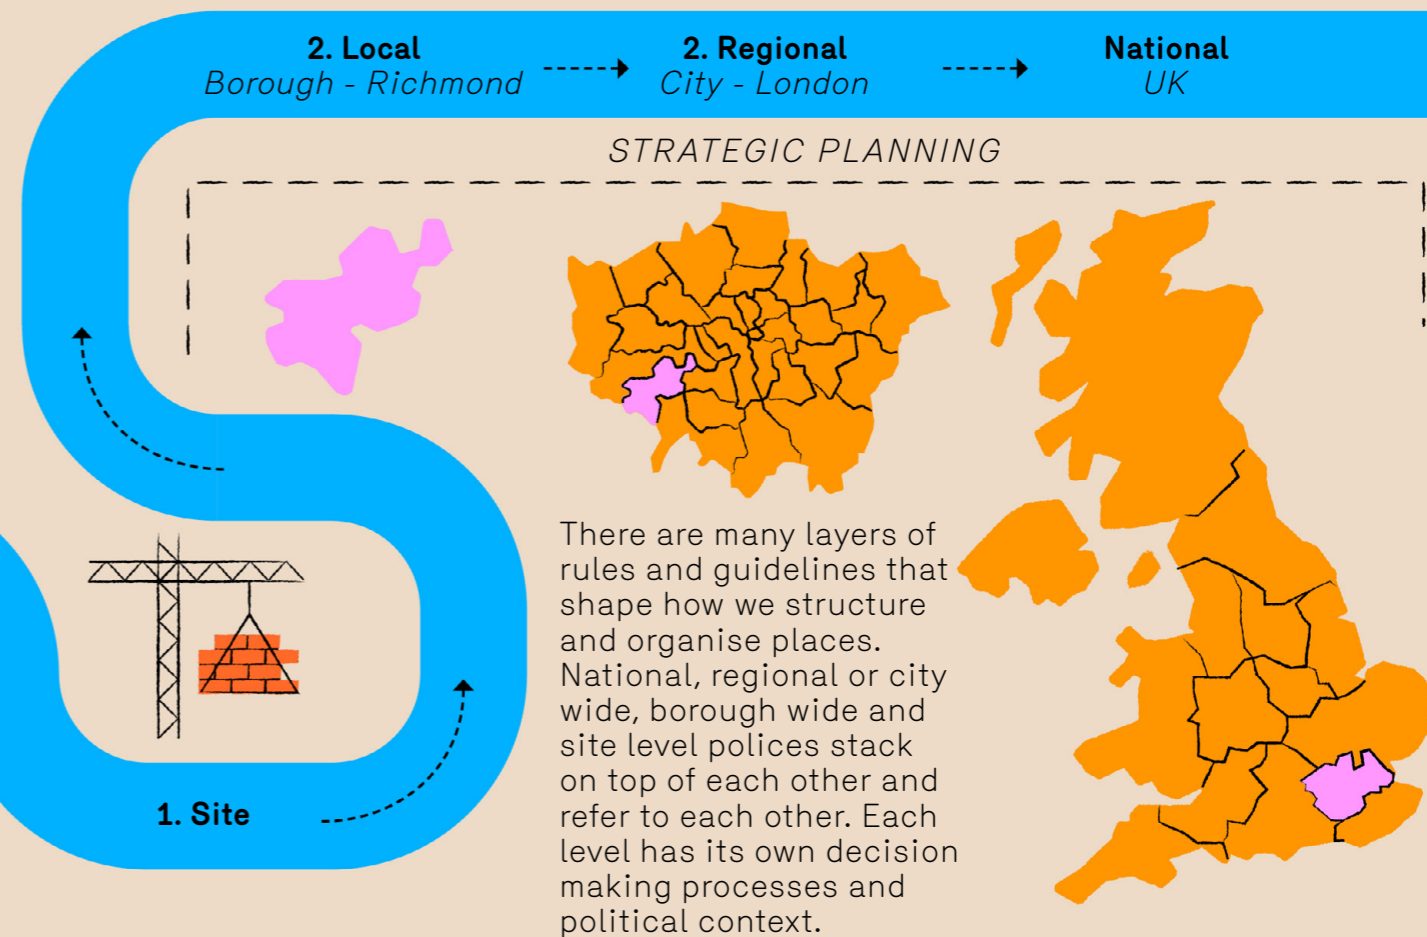 2. Local
Borough - Richmond
2. Regional
City - London
National
UK
STRATEGIC PLANNING
There are many layers of
rules and guidelines that
shape how we structure
and organise places.
National, regional or city
wide, borough wide and
site level polices stack
on top of each other and
refer to each other. Each
level has its own decision
making processes and
political context.
1. Site